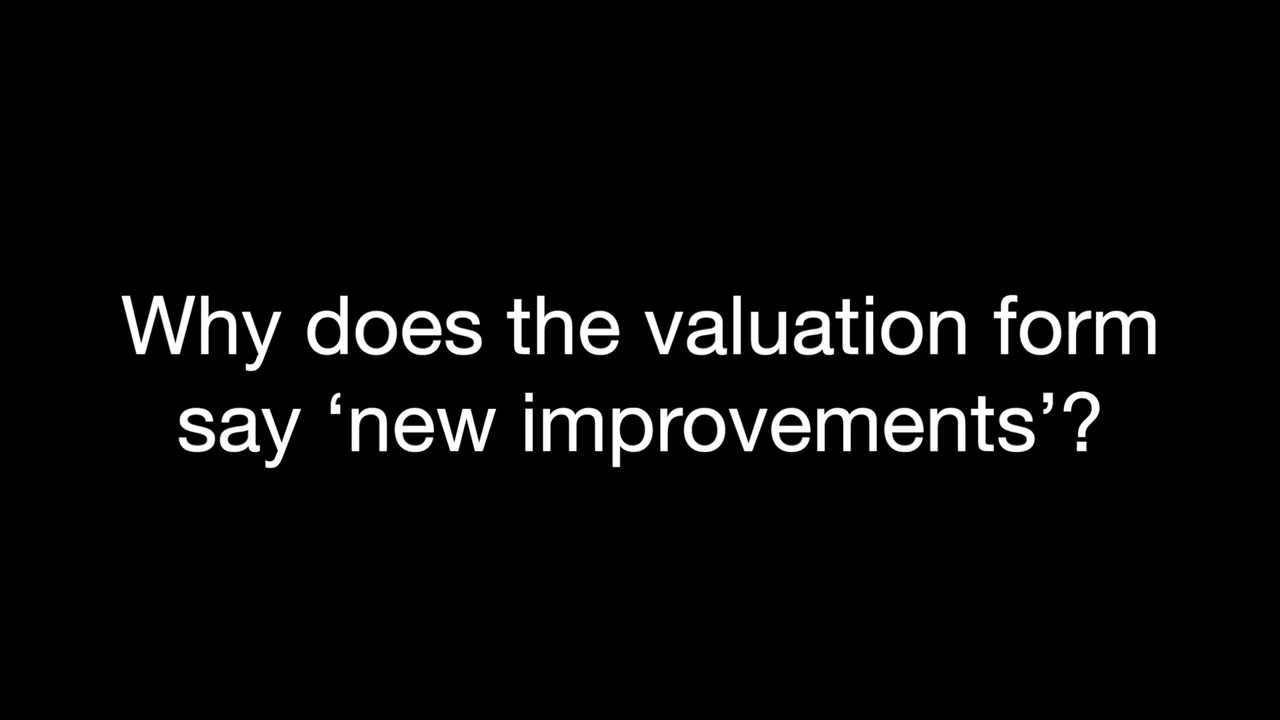 Why does the valuation form
say ‘new improvements’?